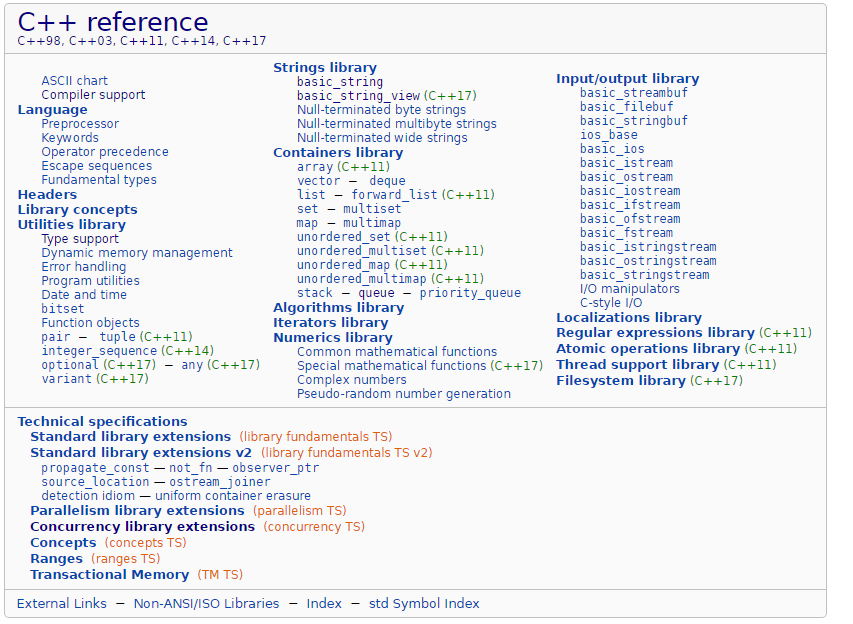 C++ reference
C++98, C++03, C++11, C++14, C++17
ASCII chart
Compiler support
Language
Preprocessor
Keywords
Operator precedence
Escape sequences
Fundamental types
Headers
Library concepts
Utilities library
Type support
Dynamic memory management
Error handling
Program utilities
Date and time
bitset
Function objects
pair − tuple (C++11)
integer_sequence (C++14)
optional (C++17) − any (C++17)
variant (C++17)
Strings library
basic_string
basic_string_view (C++17)
Null-terminated byte strings
Null-terminated multibyte strings
Null-terminated wide strings
Containers library
array (C++11)
vector − deque
list − forward_list (C++11)
set − multiset
map − multimap
unordered_set (C++11)
unordered_multiset (C++11)
unordered_map (C++11)
unordered_multimap (C++11)
stack − queue − priority_queue
Algorithms library
Iterators library
Numerics library
Common mathematical functions
Special mathematical functions (C++17)
Complex numbers
Pseudo-random number generation
Input/output library
basic_streambuf
basic_filebuf
basic_stringbuf
ios_base
basic_ios
basic_istream
basic_ostream
basic_iostream
basic_ifstream
basic_ofstream
basic_fstream
basic_istringstream
basic_ostringstream
basic_stringstream
I/O manipulators
C-style I/O
Localizations library
Regular expressions library (C++11)
Atomic operations library (C++11)
Thread support library (C++11)
Filesystem library (C++17)
Technical specifications
Standard library extensions (library fundamentals TS)
Standard library extensions v2 (library fundamentals TS v2)
propagate_const — not_fn — observer_ptr
source_location — ostream_joiner
detection idiom — uniform container erasure
Parallelism library extensions (parallelism TS)
Concurrency library extensions (concurrency TS)
Concepts (concepts TS)
Ranges (ranges TS)
Transactional Memory (TM TS)
External Links − Non-ANSI/ISO Libraries − Index − std Symbol Index